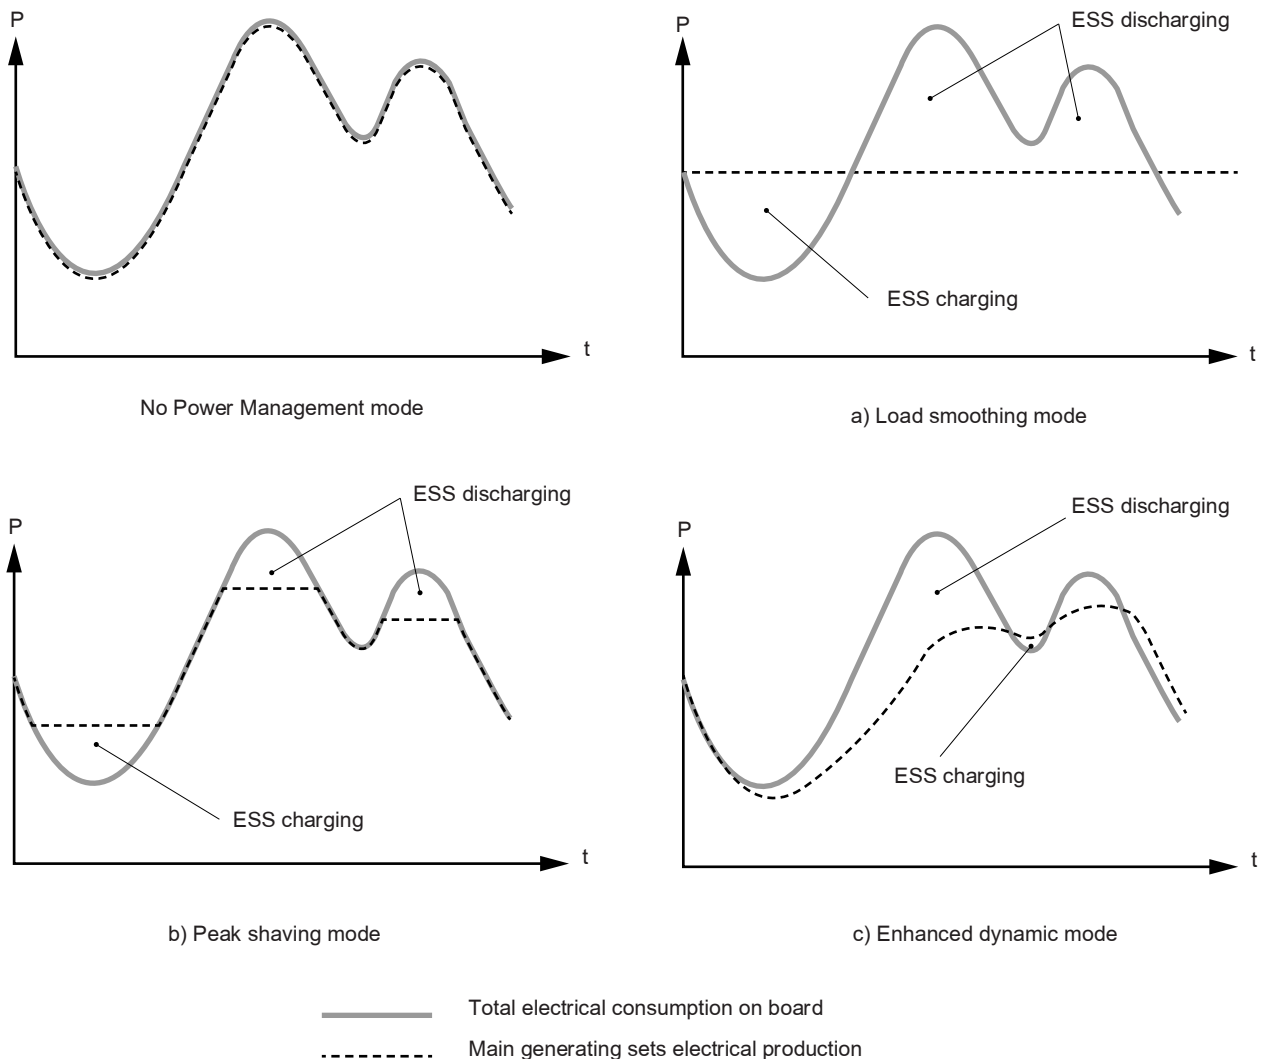 P
t
No Power Management mode
P
ESS discharging
ESS charging
t
a) Load smoothing mode
P
ESS discharging
ESS charging
t
b) Peak shaving mode
P
ESS discharging
ESS charging
t
c) Enhanced dynamic mode
Total electrical consumption on board
Main generating sets electrical production